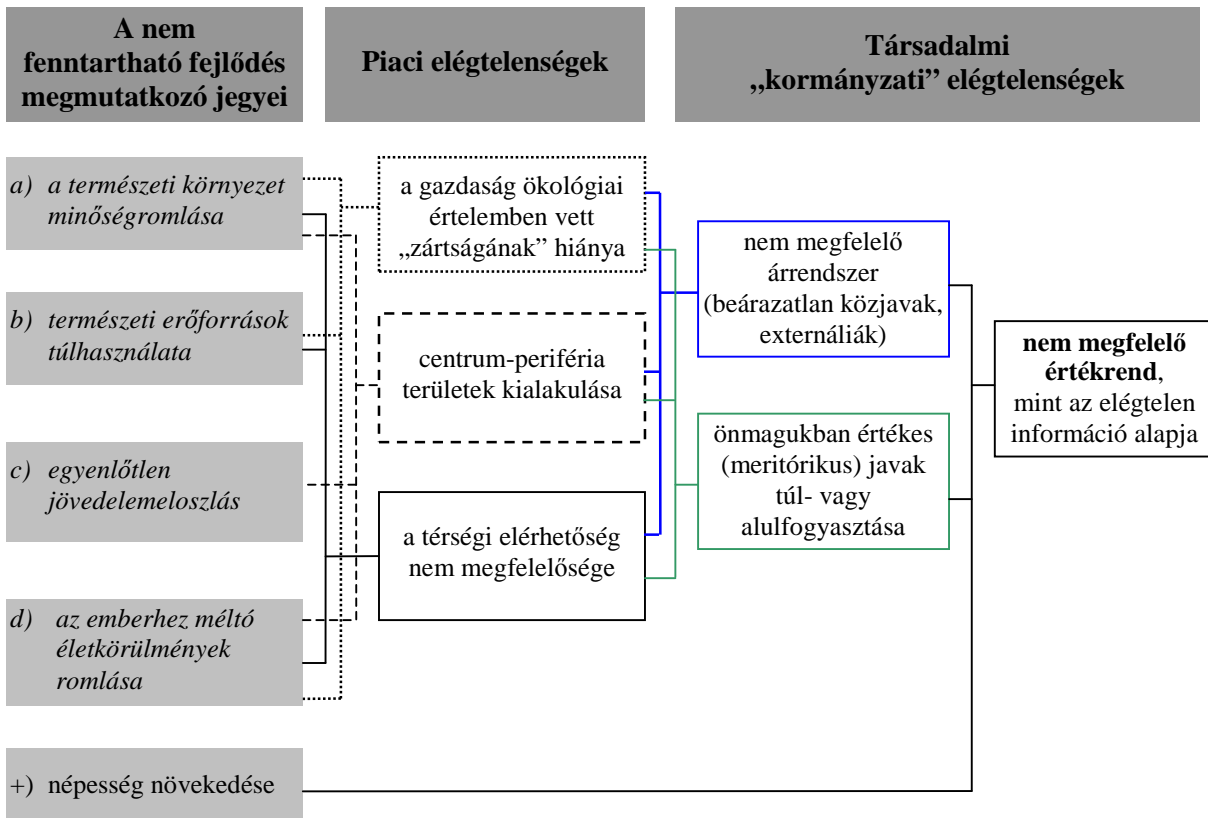 A nem
fenntartható fejlődés
megmutatkozó jegyei
Piaci elégtelenségek
Társadalmi
„kormányzati” elégtelenségek
a) a természeti környezet
minőségromlása
b) természeti erőforrások
túlhasználata
c) egyenlőtlen
jövedelemeloszlás
d) az emberhez méltó
életkörülmények
romlása
+) népesség növekedése
a gazdaság ökológiai
értelemben vett
„zártságának” hiánya
centrum-periféria
területek kialakulása
a térségi elérhetőség
nem megfelelősége
nem megfelelő
árrendszer
(beárazatlan közjavak,
externáliák)
önmagukban értékes
(meritórikus) javak
túl- vagy
alulfogyasztása
nem megfelelő
értékrend,
mint az elégtelen
információ alapja